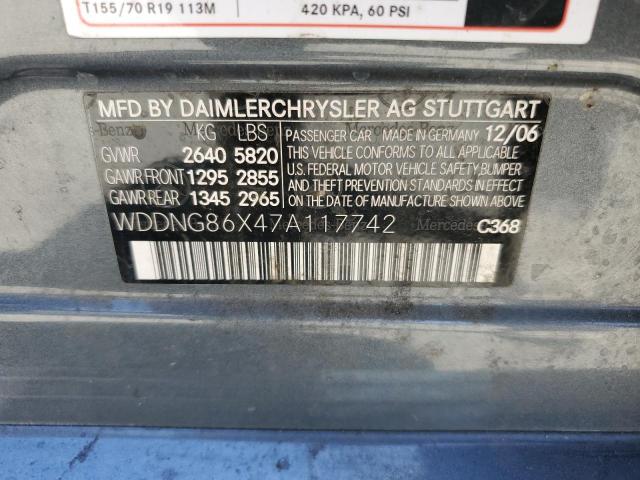 T155/70 R19 113M 420 KPA, 60 PSI
MFD BY DAIMLERCHRYSLER AG STUTTGART
KG LBS PASSENGER CAR MADE IN GERMANY 12/06
GVWR 2640 5820 THIS VEHICLE CONFORMS TO ALL APPLICABLE
GAWR FRONT 1295 2855 U.S. FEDERAL MOTOR VEHICLE SAFETY, BUMPER
GAWR REAR 1345 2965 AND THEFT PREVENTION STANDARDS IN EFFECT
ON THE DATE OF MANUFACTURE SHOWN ABOVE
WDDNG86X47A117742 C368